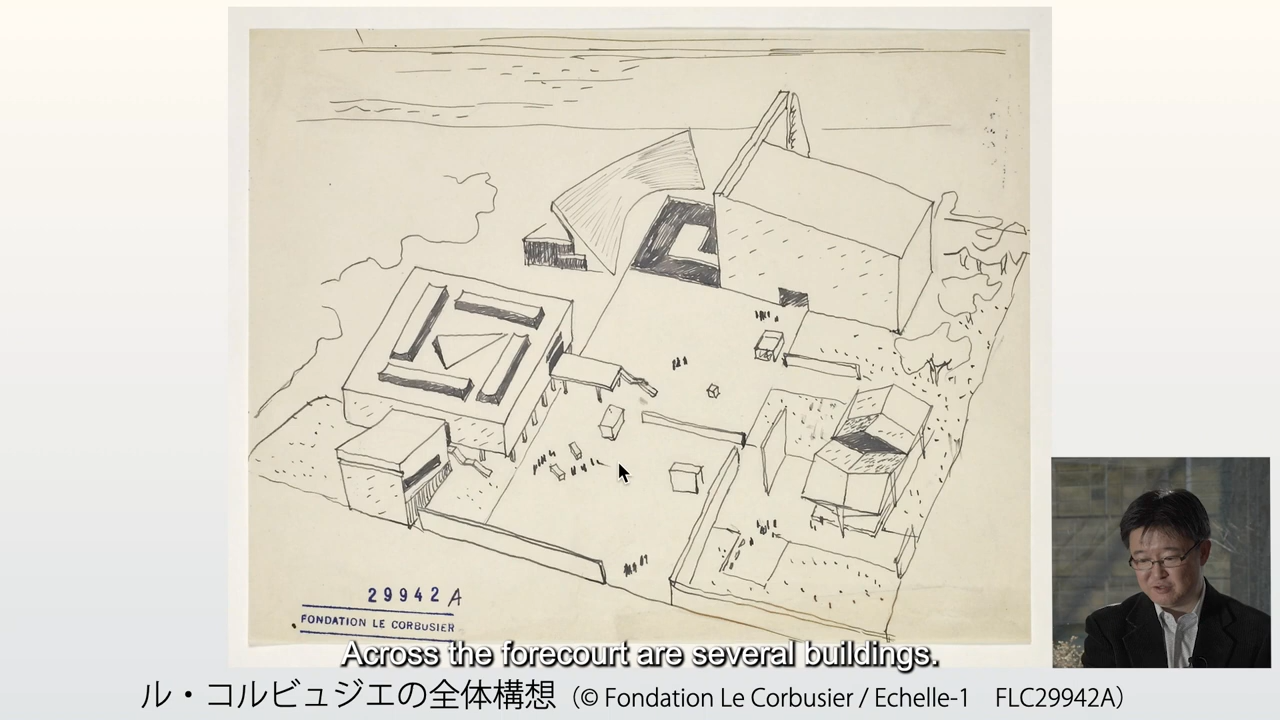 29942A
FONDATION LE CORBUSIER
Across the forecourt are several buildings.
ル・コルビュジエの全体構想（© Fondation Le Corbusier / Echelle-1　FLC29942A）